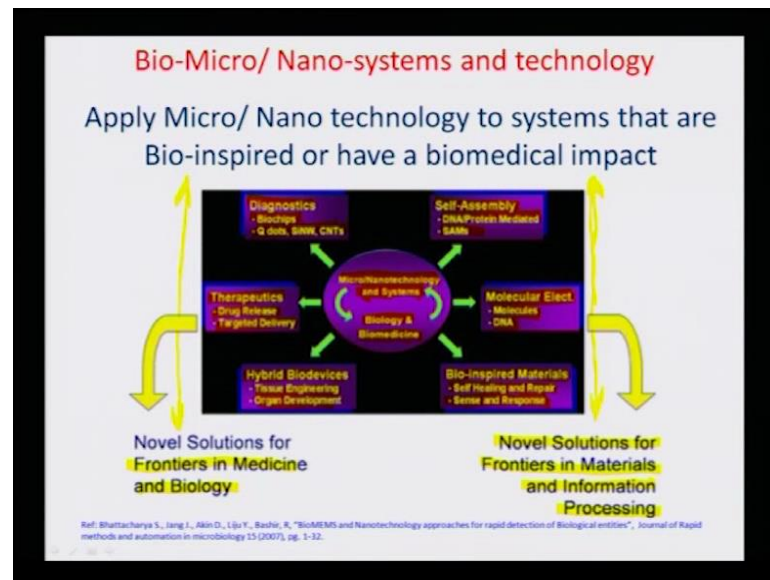 Bio-Micro/ Nano-systems and technology
Apply Micro/ Nano technology to systems that are
Bio-inspired or have a biomedical impact
Diagnostics
- Biochips
- Q dots, SiNW, CNTs
Self-Assembly
- DNA/Protein Mediated
- SAMs
Micro/Nanotechnology
and Systems
Biology &
Biomedicine
Therapeutics
- Drug Release
- Targeted Delivery
Molecular Elect.
- Molecules
- DNA
Hybrid Biodevices
- Tissue Engineering
- Organ Development
Bio-inspired Materials
- Self Healing and Repair
- Sense and Response
Novel Solutions for
Frontiers in Medicine
and Biology
Novel Solutions for
Frontiers in Materials
and Information
Processing
Ref: Bhattacharya S., Jang J., Akin D., Liju Y., Bashir, R, "BioMEMS and Nanotechnology approaches for rapid detection of Biological entities", Journal of Rapid
methods and automation in microbiology 15 (2007), pg. 1-32.